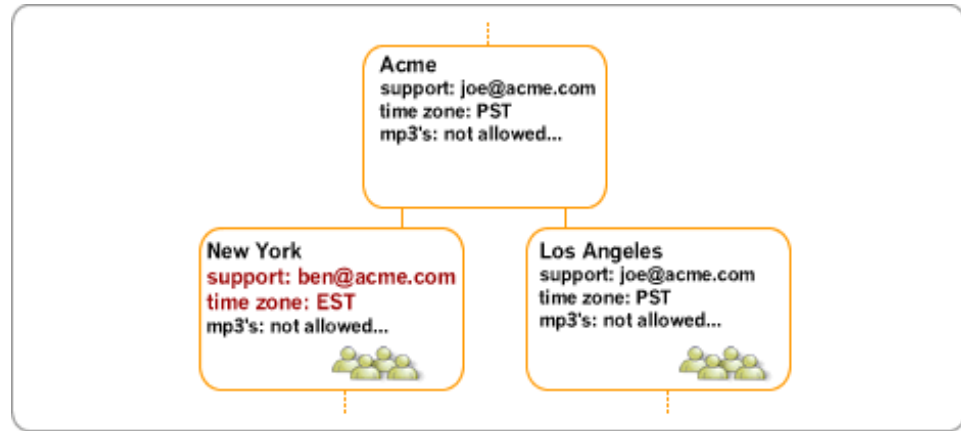 Acme
support: joe@acme.com
time zone: PST
mp3's: not allowed...
New York
support: ben@acme.com
time zone: EST
mp3's: not allowed...
Los Angeles
support: joe@acme.com
time zone: PST
mp3's: not allowed...